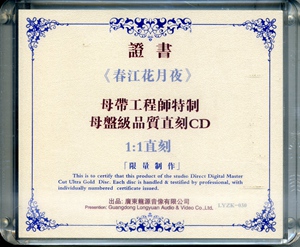 證書
《春江花月夜》
母帶工程師特制
母盤級品質直刻CD
1:1直刻
「限量制作」
This is to certify that this product of the studio Direct Digital Master
Cut Ultra Gold Disc. Each disc is handled & testified by professional, with
individually numbered certificate issued.
出品: 廣東龍源音像有限公司
Presention: Guangdong Longyuan Audio & Video Co.,Ltd.